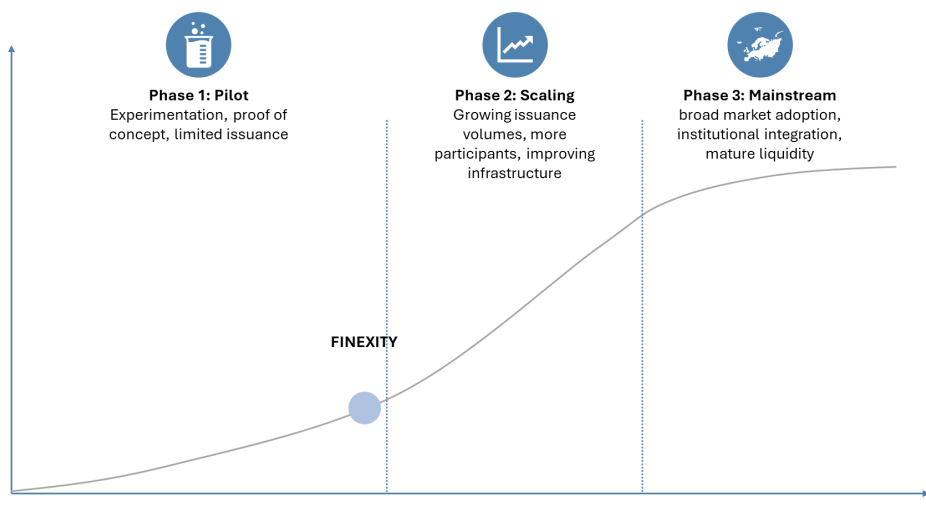 Phase 1: Pilot
Experimentation, proof of
concept, limited issuance
Phase 2: Scaling
Growing issuance
volumes, more
participants, improving
infrastructure
Phase 3: Mainstream
broad market adoption,
institutional integration,
mature liquidity
FINEXITY